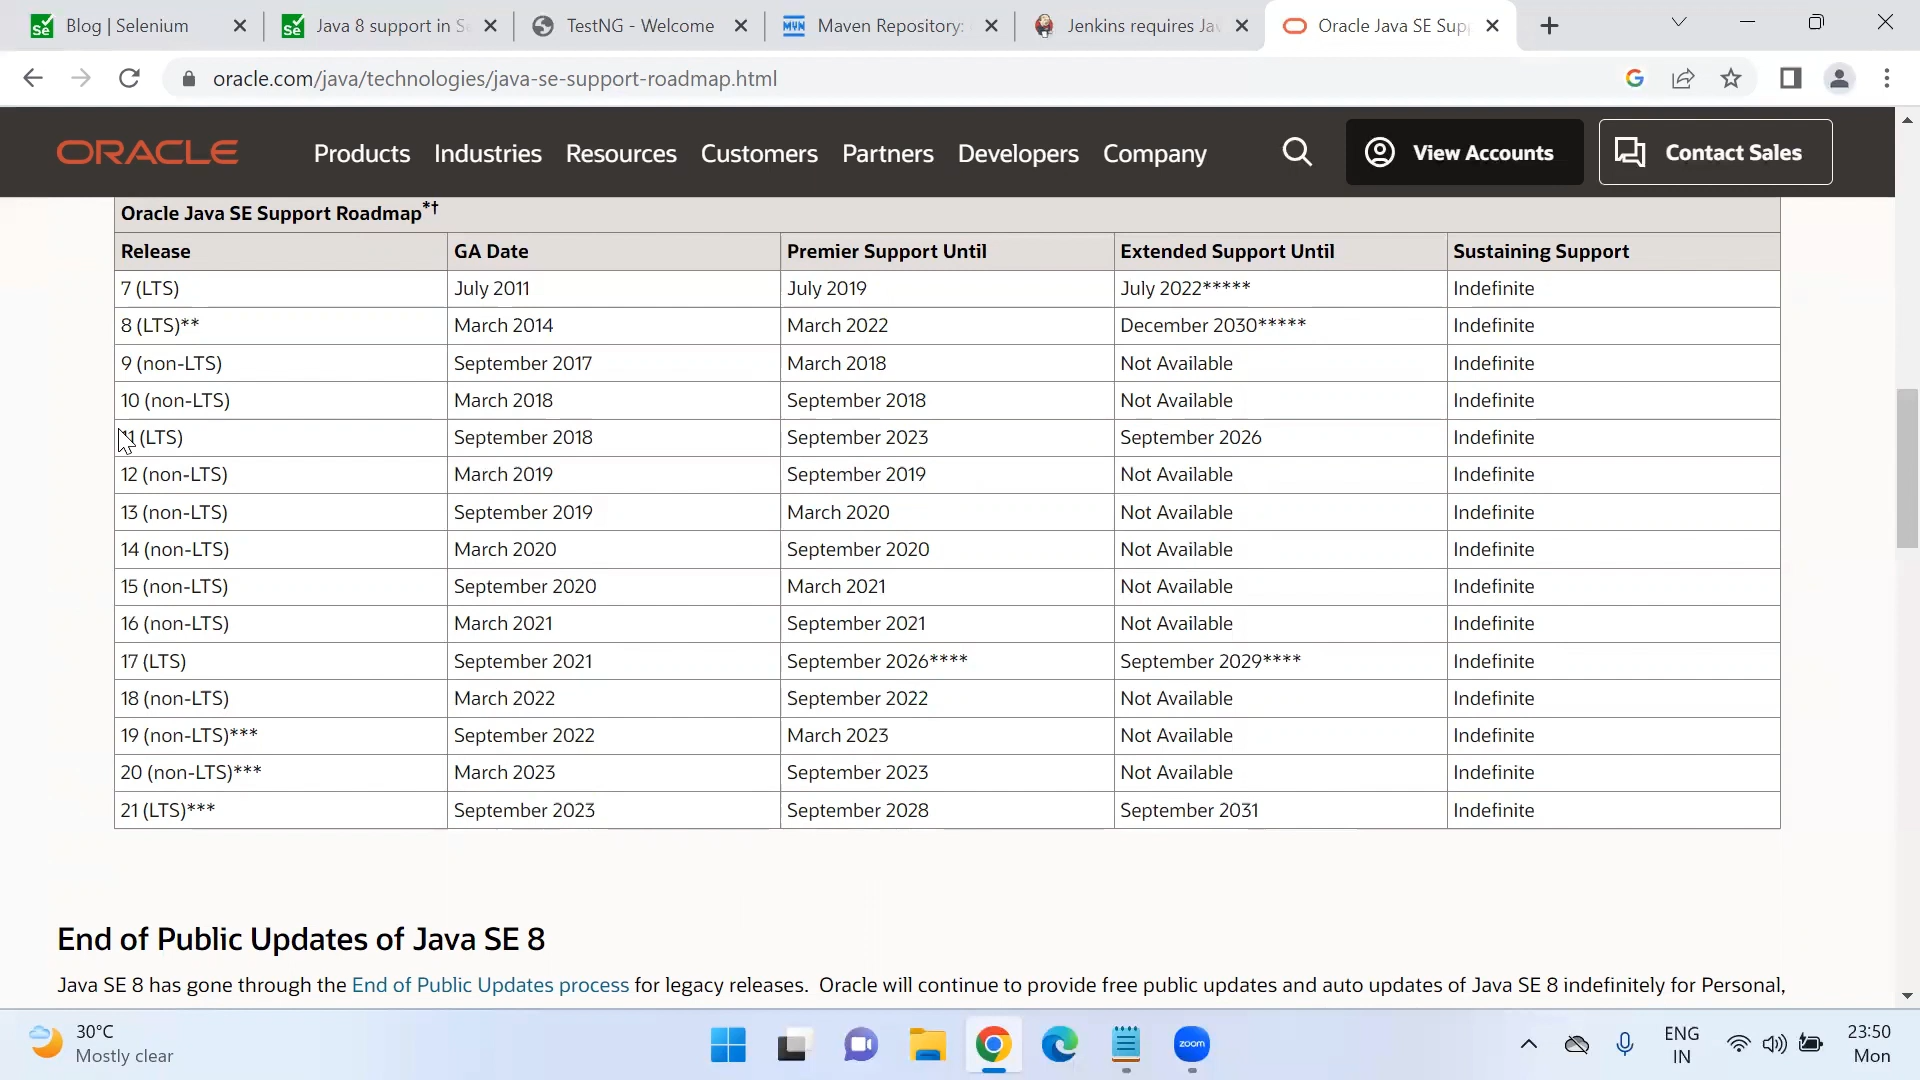 Blog | Selenium
Java 8 support in Se
TestNG - Welcome
Maven Repository:
Jenkins requires Jav
Oracle Java SE Supp
oracle.com/java/technologies/java-se-support-roadmap.html
ORACLE Products Industries Resources Customers Partners Developers Company View Accounts Contact Sales
Oracle Java SE Support Roadmap*†
Release GA Date Premier Support Until Extended Support Until Sustaining Support
7 (LTS) July 2011 July 2019 July 2022***** Indefinite
8 (LTS)** March 2014 March 2022 December 2030***** Indefinite
9 (non-LTS) September 2017 March 2018 Not Available Indefinite
10 (non-LTS) March 2018 September 2018 Not Available Indefinite
11 (LTS) September 2018 September 2023 September 2026 Indefinite
12 (non-LTS) March 2019 September 2019 Not Available Indefinite
13 (non-LTS) September 2019 March 2020 Not Available Indefinite
14 (non-LTS) March 2020 September 2020 Not Available Indefinite
15 (non-LTS) September 2020 March 2021 Not Available Indefinite
16 (non-LTS) March 2021 September 2021 Not Available Indefinite
17 (LTS) September 2021 September 2026**** September 2029**** Indefinite
18 (non-LTS) March 2022 September 2022 Not Available Indefinite
19 (non-LTS)*** September 2022 March 2023 Not Available Indefinite
20 (non-LTS)*** March 2023 September 2023 Not Available Indefinite
21 (LTS)*** September 2023 September 2028 September 2031 Indefinite
End of Public Updates of Java SE 8
Java SE 8 has gone through the End of Public Updates process for legacy releases. Oracle will continue to provide free public updates and auto updates of Java SE 8 indefinitely for Personal,
30°C
Mostly clear
zoom
ENG
IN
23:50
Mon